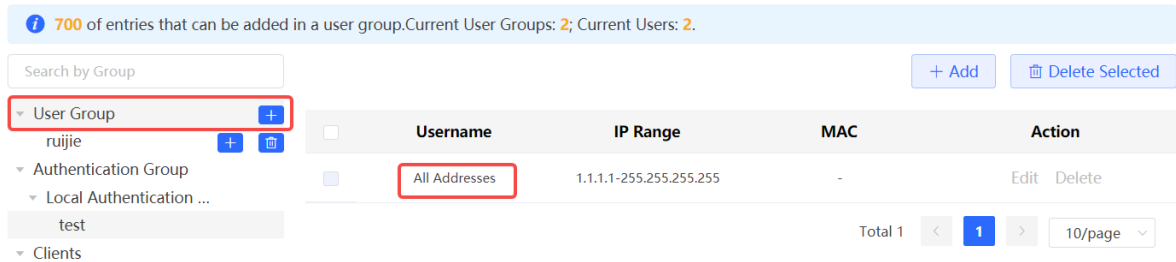 700 of entries that can be added in a user group.Current User Groups: 2; Current Users: 2.
Search by Group
+ Add
Delete Selected
User Group
ruijie
Authentication Group
Local Authentication ...
test
Clients
Username IP Range MAC Action
All Addresses 1.1.1.1-255.255.255.255 - Edit Delete
Total 1 < 1 > 10/page